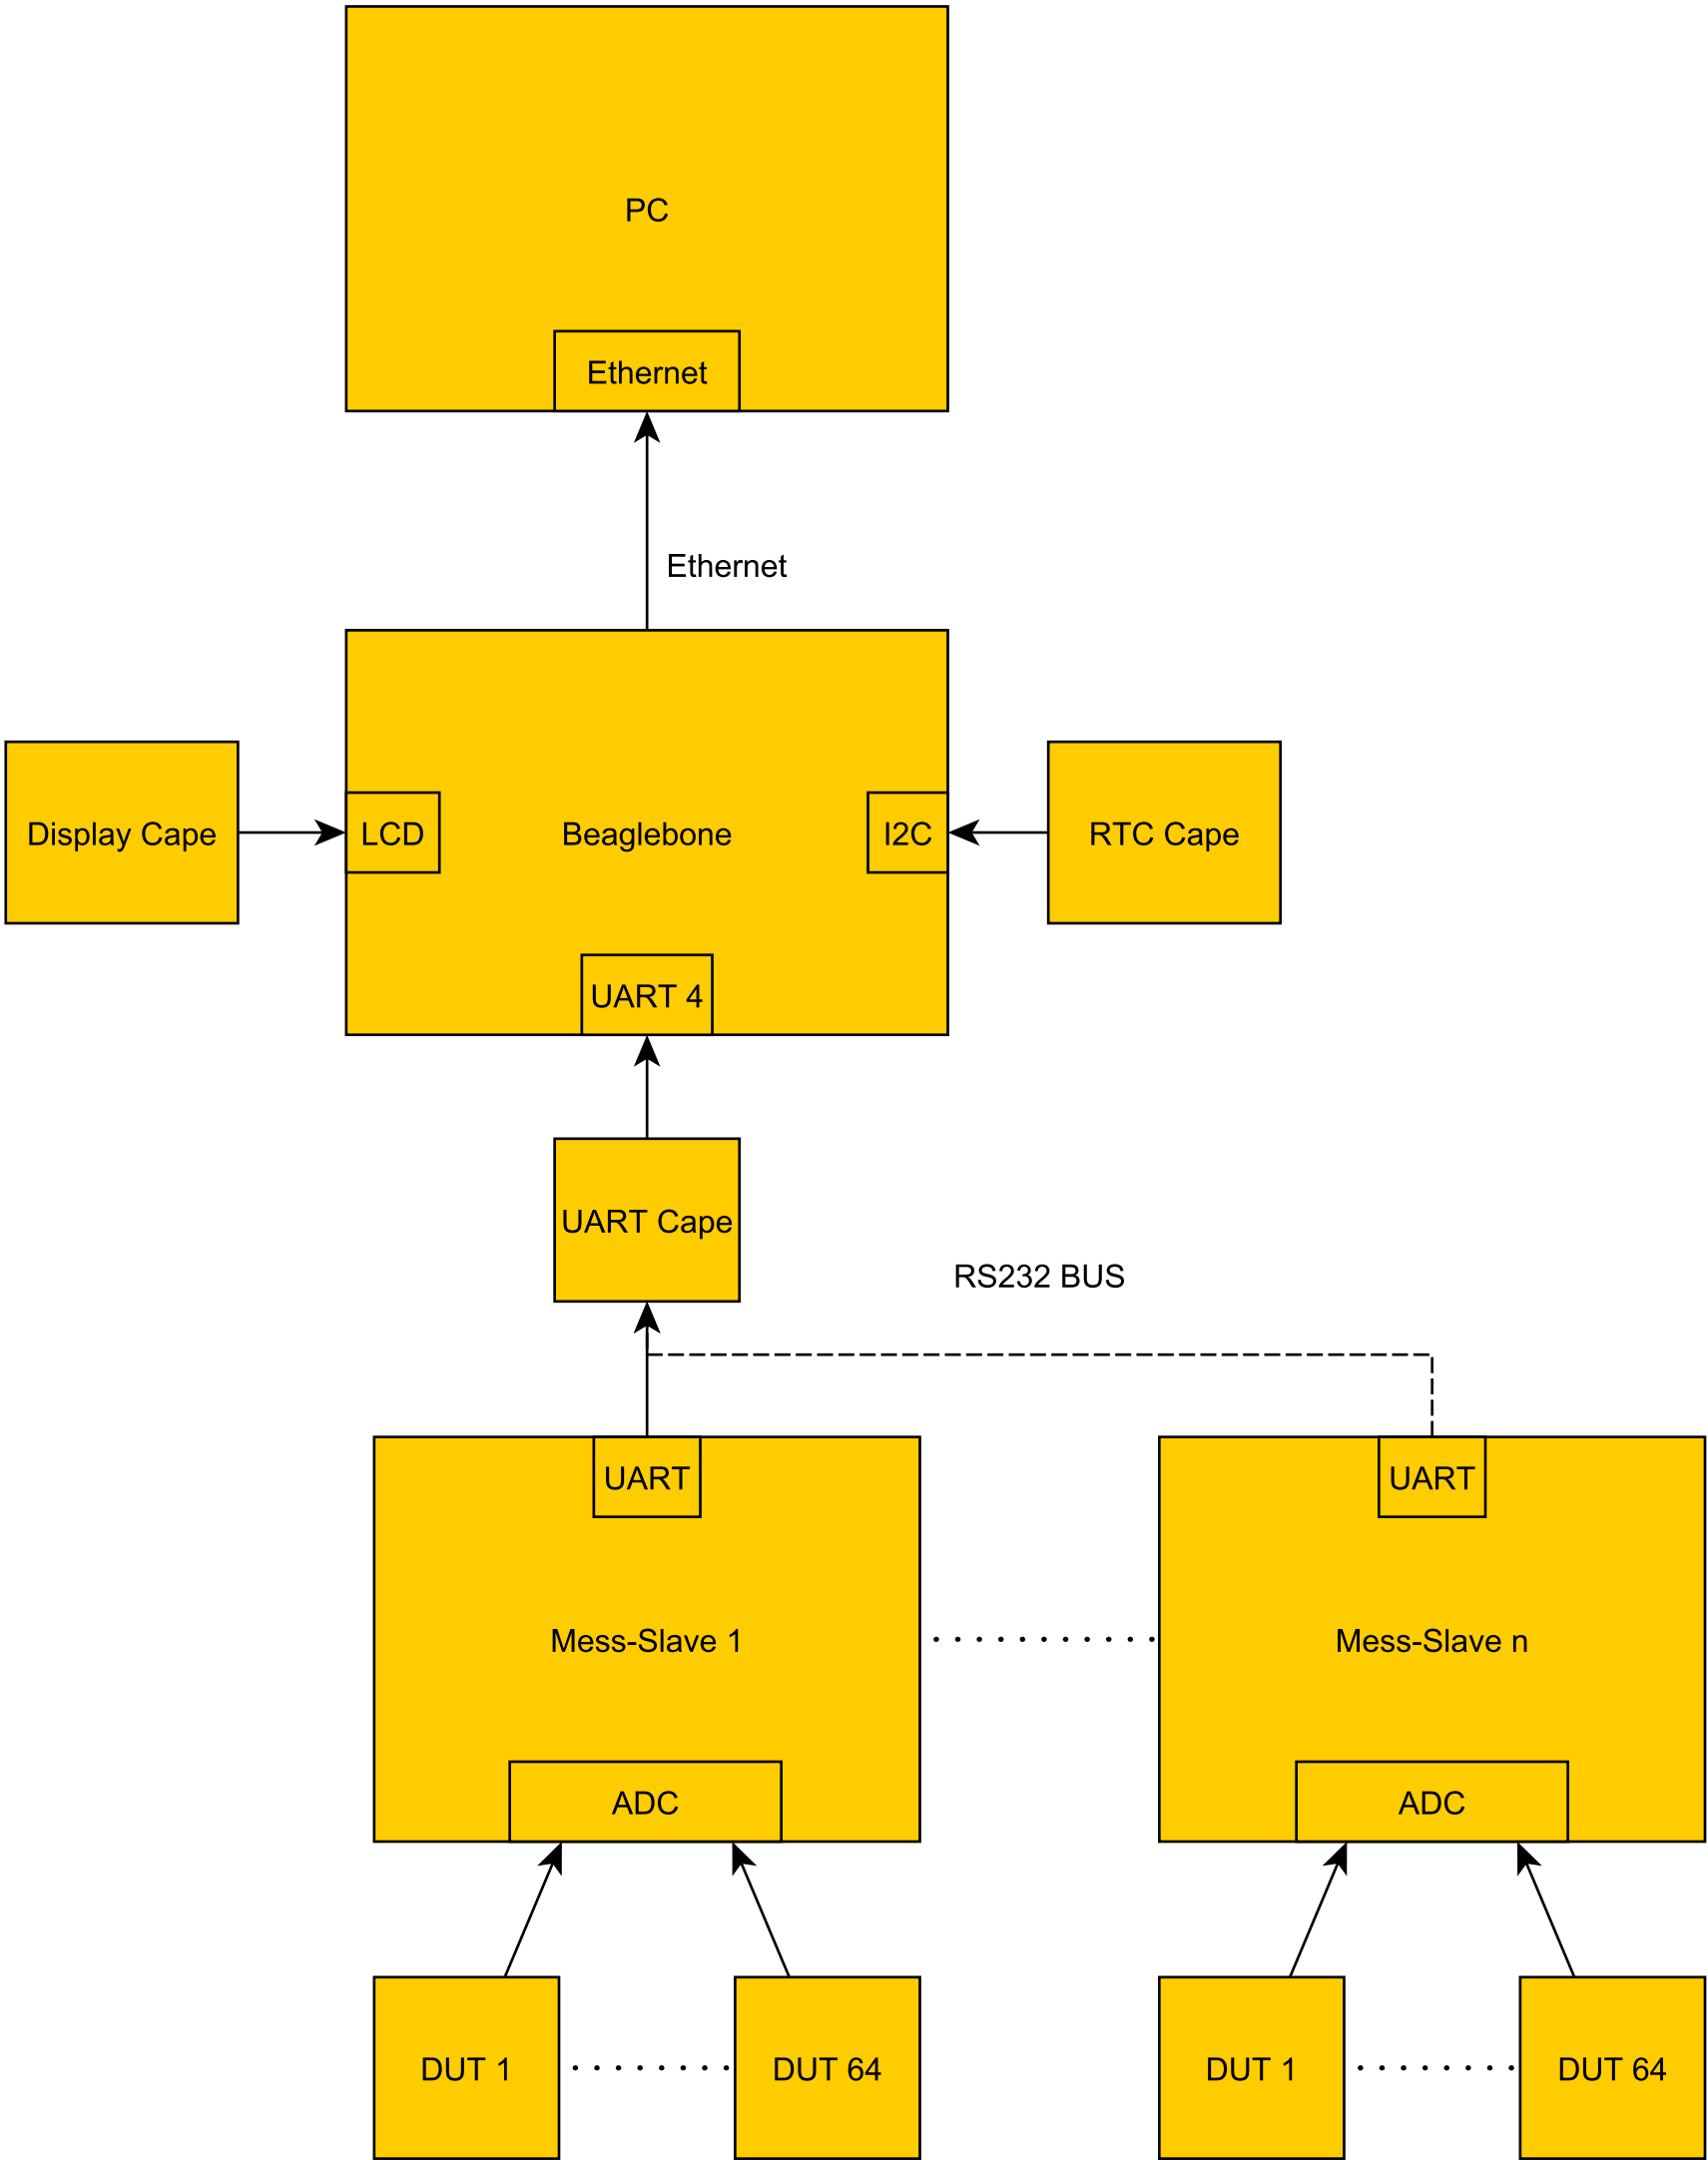 PC
Ethernet
Ethernet
Display Cape
LCD
Beaglebone
I2C
RTC Cape
UART 4
UART Cape
RS232 BUS
UART
UART
Mess-Slave 1
Mess-Slave n
ADC
ADC
DUT 1
DUT 64
DUT 1
DUT 64